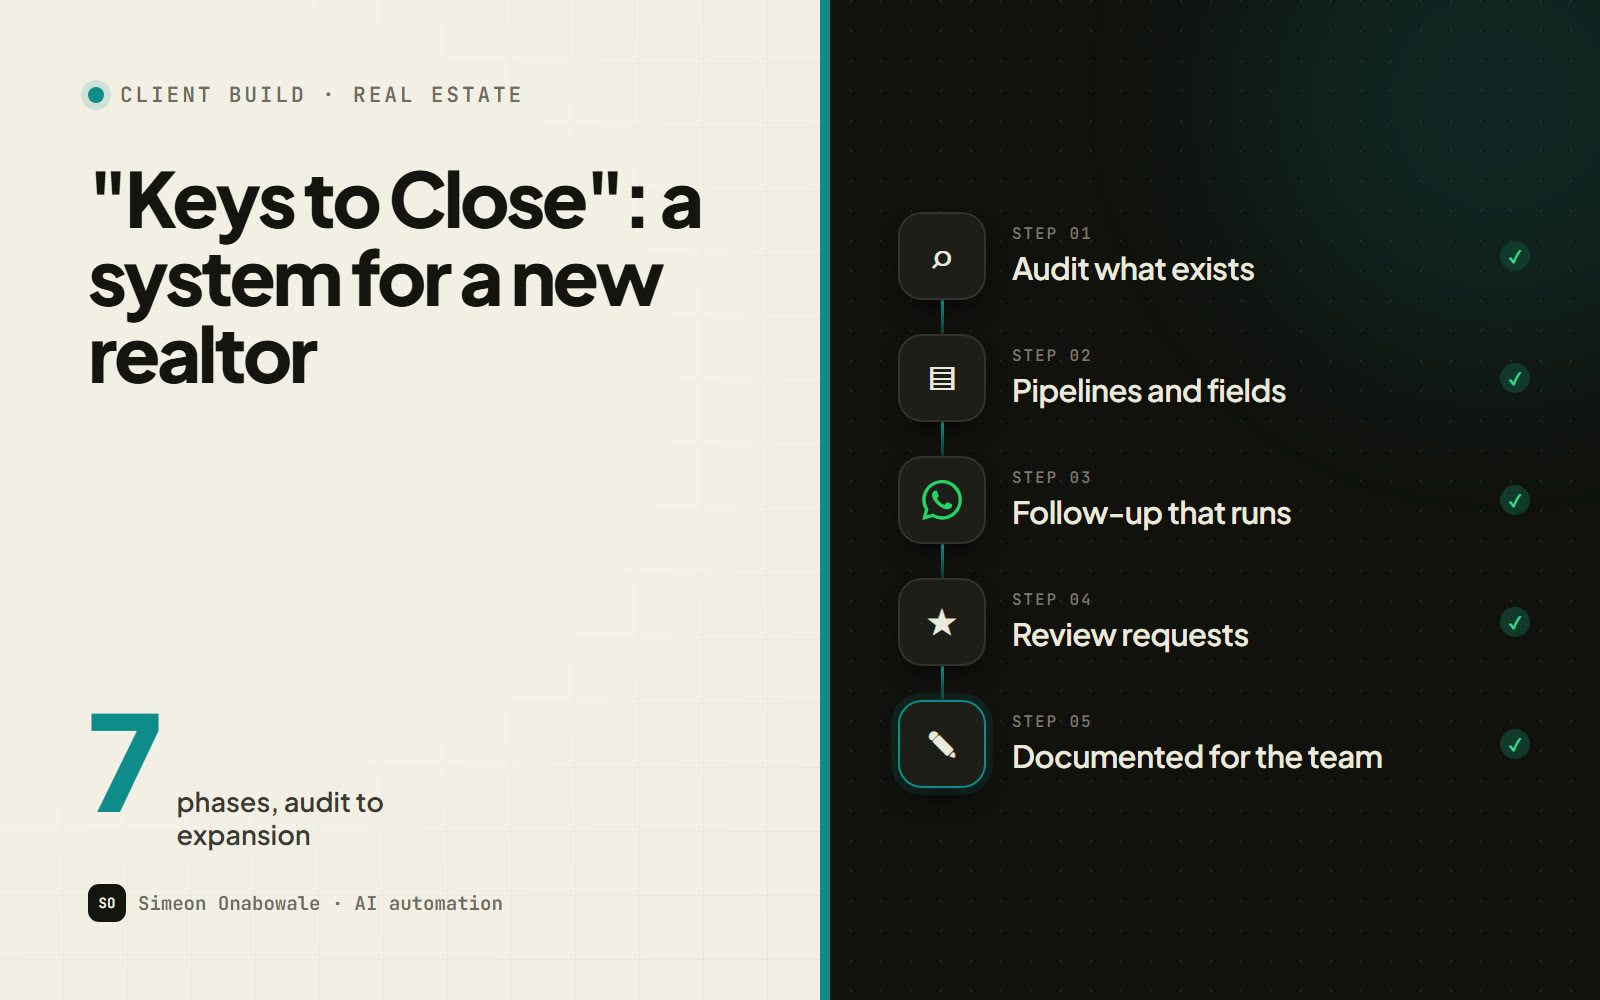 CLIENT BUILD · REAL ESTATE
"Keys to Close": a
system for a new
realtor
7
phases, audit to
expansion
SO
Simeon Onabowale · AI automation
STEP 01
Audit what exists
STEP 02
Pipelines and fields
STEP 03
Follow-up that runs
STEP 04
Review requests
STEP 05
Documented for the team